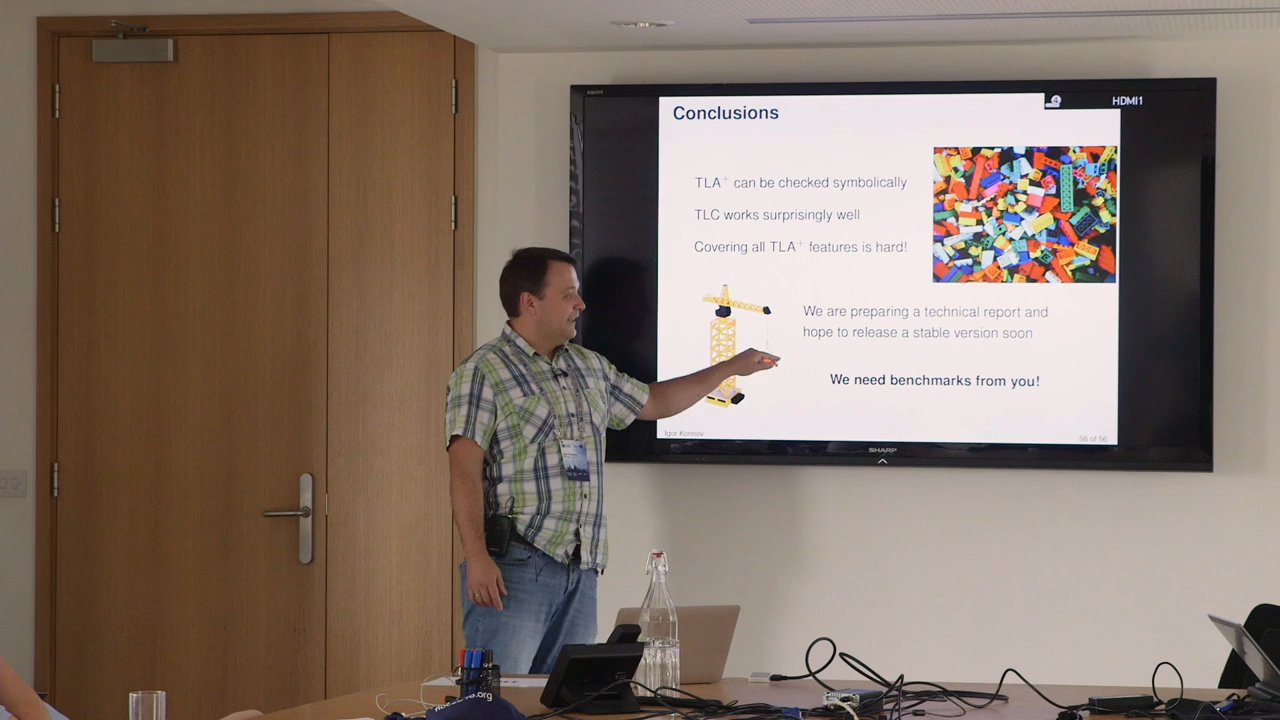 HDMI1
Conclusions
TLA+ can be checked symbolically
TLC works surprisingly well
Covering all TLA+ features is hard!
We are preparing a technical report and
hope to release a stable version soon
We need benchmarks from you!
Igor Konnov
56 of 56
SHARP
.org